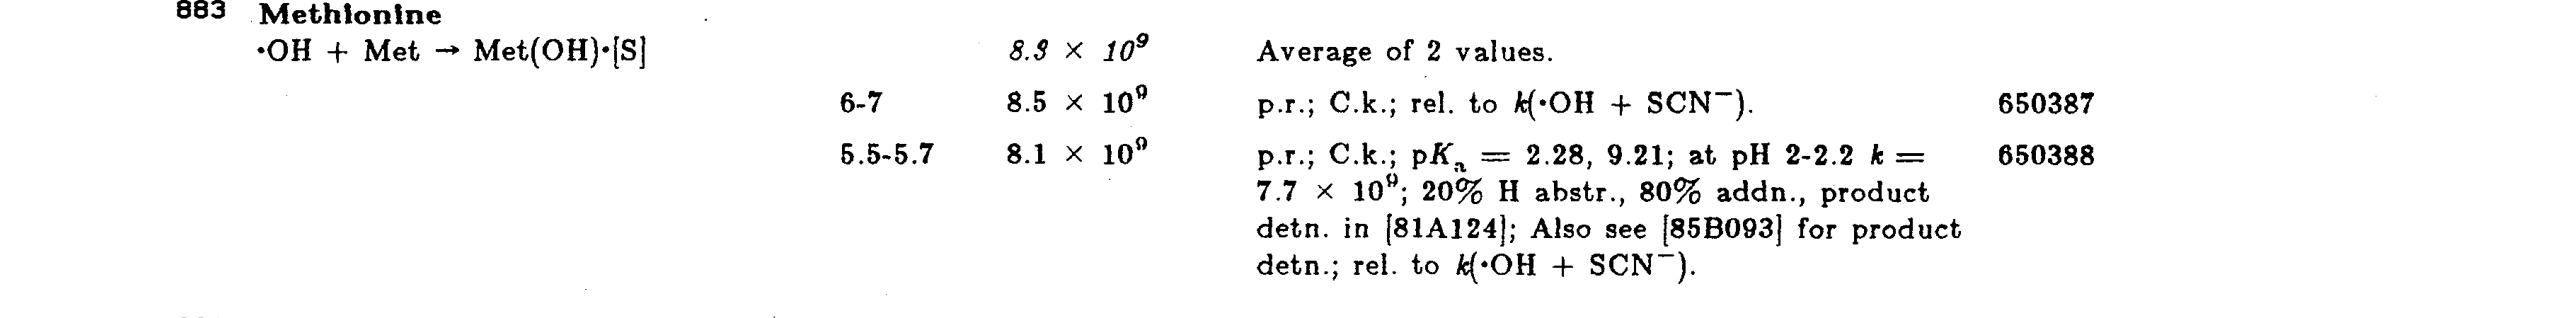 883 Methionine
·OH + Met → Met(OH)·[S] 8.3 × 10⁹ Average of 2 values.
6-7 8.5 × 10⁹ p.r.; C.k.; rel. to k(·OH + SCN⁻). 650387
5.5-5.7 8.1 × 10⁹ p.r.; C.k.; pKₐ = 2.28, 9.21; at pH 2-2.2 k = 650388
7.7 × 10⁹; 20% H abstr., 80% addn., product
detn. in [81A124]; Also see [85B093] for product
detn.; rel. to k(·OH + SCN⁻).